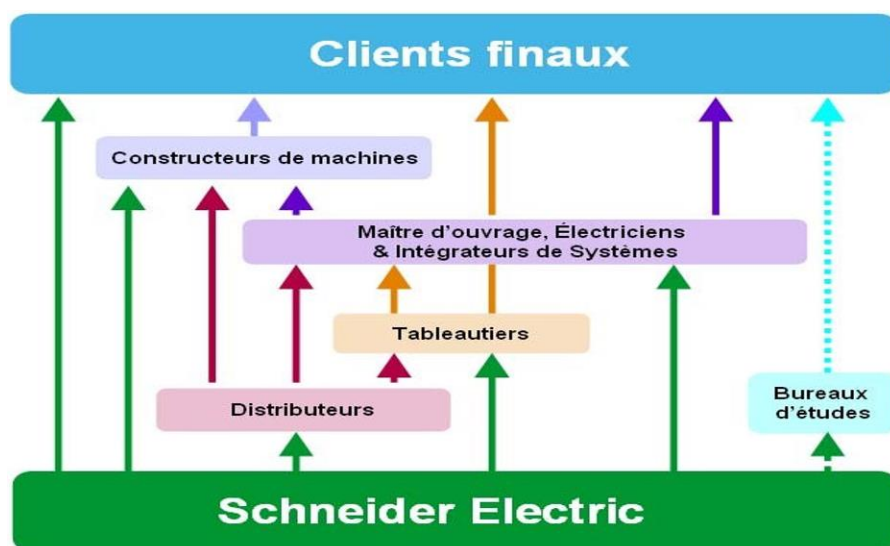 Clients finaux
Constructeurs de machines
Maître d'ouvrage, Électriciens
& Intégrateurs de Systèmes
Tableautiers
Distributeurs
Bureaux
d'études
Schneider Electric